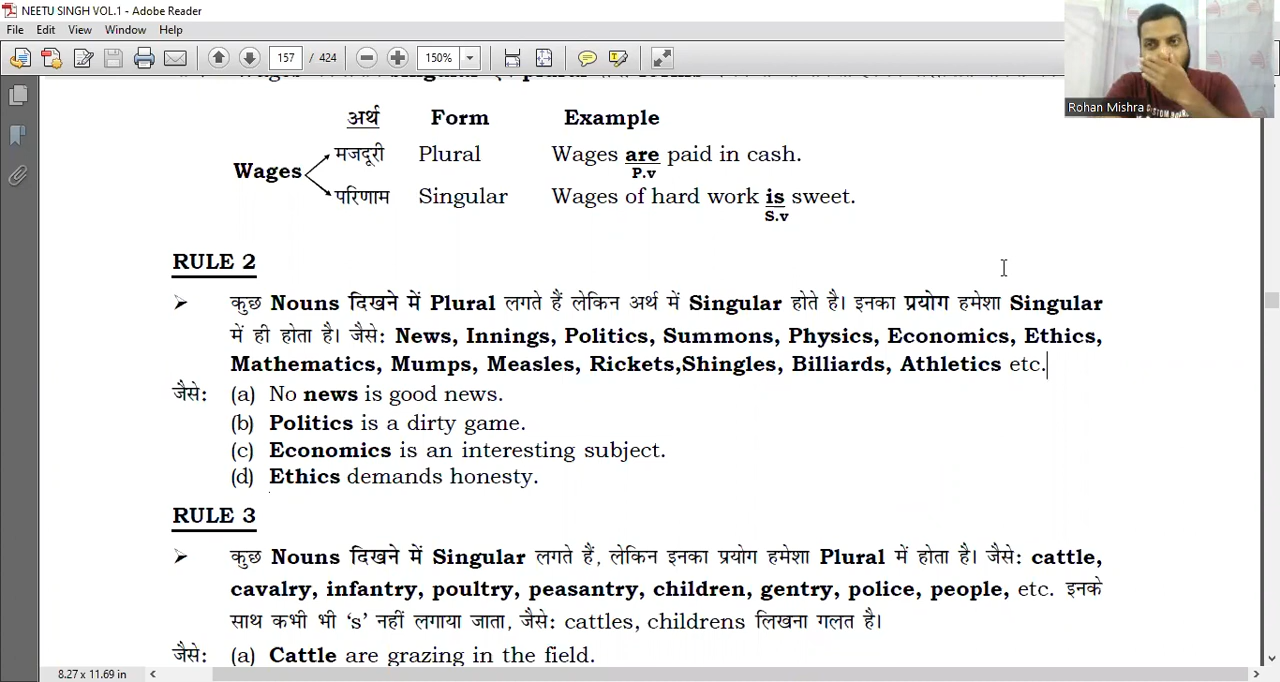 NEETU SINGH VOL.1 - Adobe Reader
File Edit View Window Help
157 / 424 150%
Rohan Mishra
अर्थ Form Example
Wages मजदूरी Plural Wages are paid in cash.
P.v
परिणाम Singular Wages of hard work is sweet.
S.v
RULE 2
➤ कुछ Nouns दिखने में Plural लगते हैं लेकिन अर्थ में Singular होते है। इनका प्रयोग हमेशा Singular
में ही होता है। जैसे: News, Innings, Politics, Summons, Physics, Economics, Ethics,
Mathematics, Mumps, Measles, Rickets,Shingles, Billiards, Athletics etc.
जैसे: (a) No news is good news.
(b) Politics is a dirty game.
(c) Economics is an interesting subject.
(d) Ethics demands honesty.
RULE 3
➤ कुछ Nouns दिखने में Singular लगते हैं, लेकिन इनका प्रयोग हमेशा Plural में होता है। जैसे: cattle,
cavalry, infantry, poultry, peasantry, children, gentry, police, people, etc. इनके
साथ कभी भी ‘s’ नहीं लगाया जाता, जैसे: cattles, childrens लिखना गलत है।
जैसे: (a) Cattle are grazing in the field.
8.27 x 11.69 in